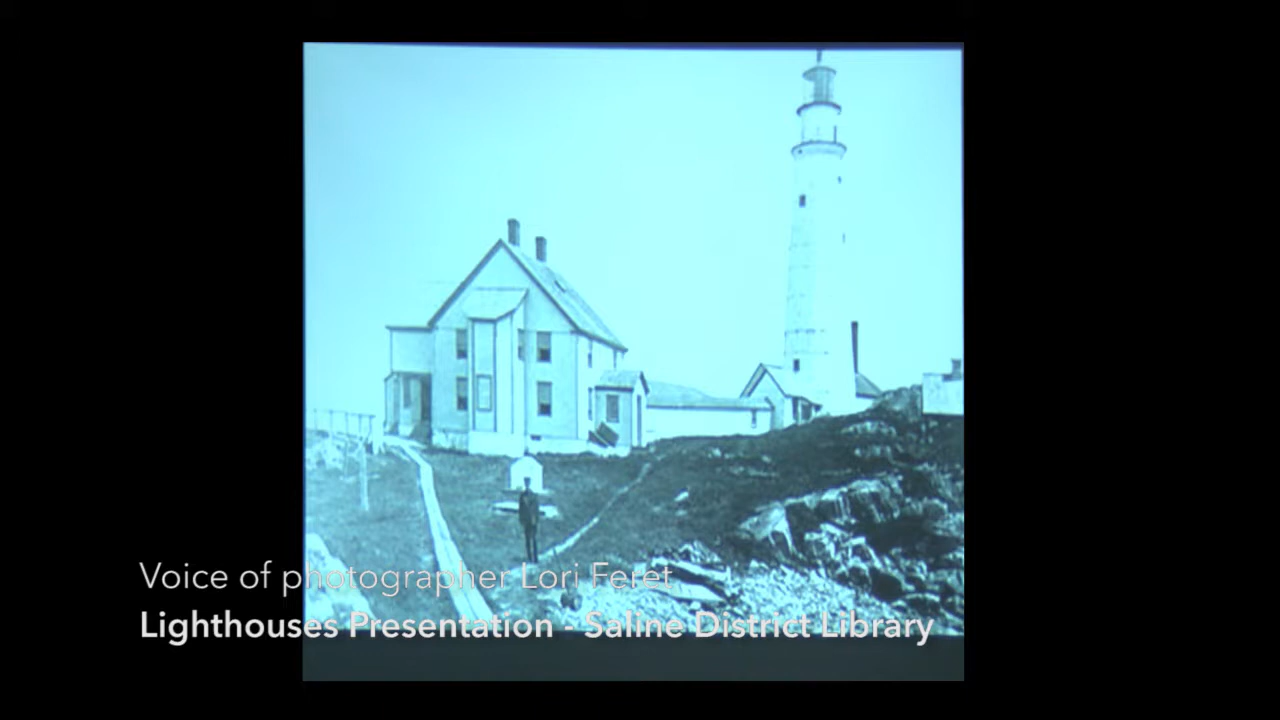 Voice of photographer Lori Feret
Lighthouses Presentation - Saline District Library